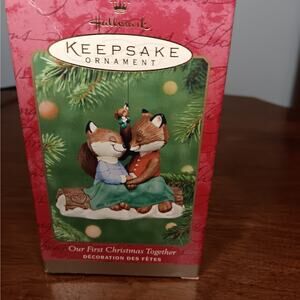 Hallmark
KEEPSAKE
ORNAMENT
Our First Christmas Together
DÉCORATION DES FÊTES